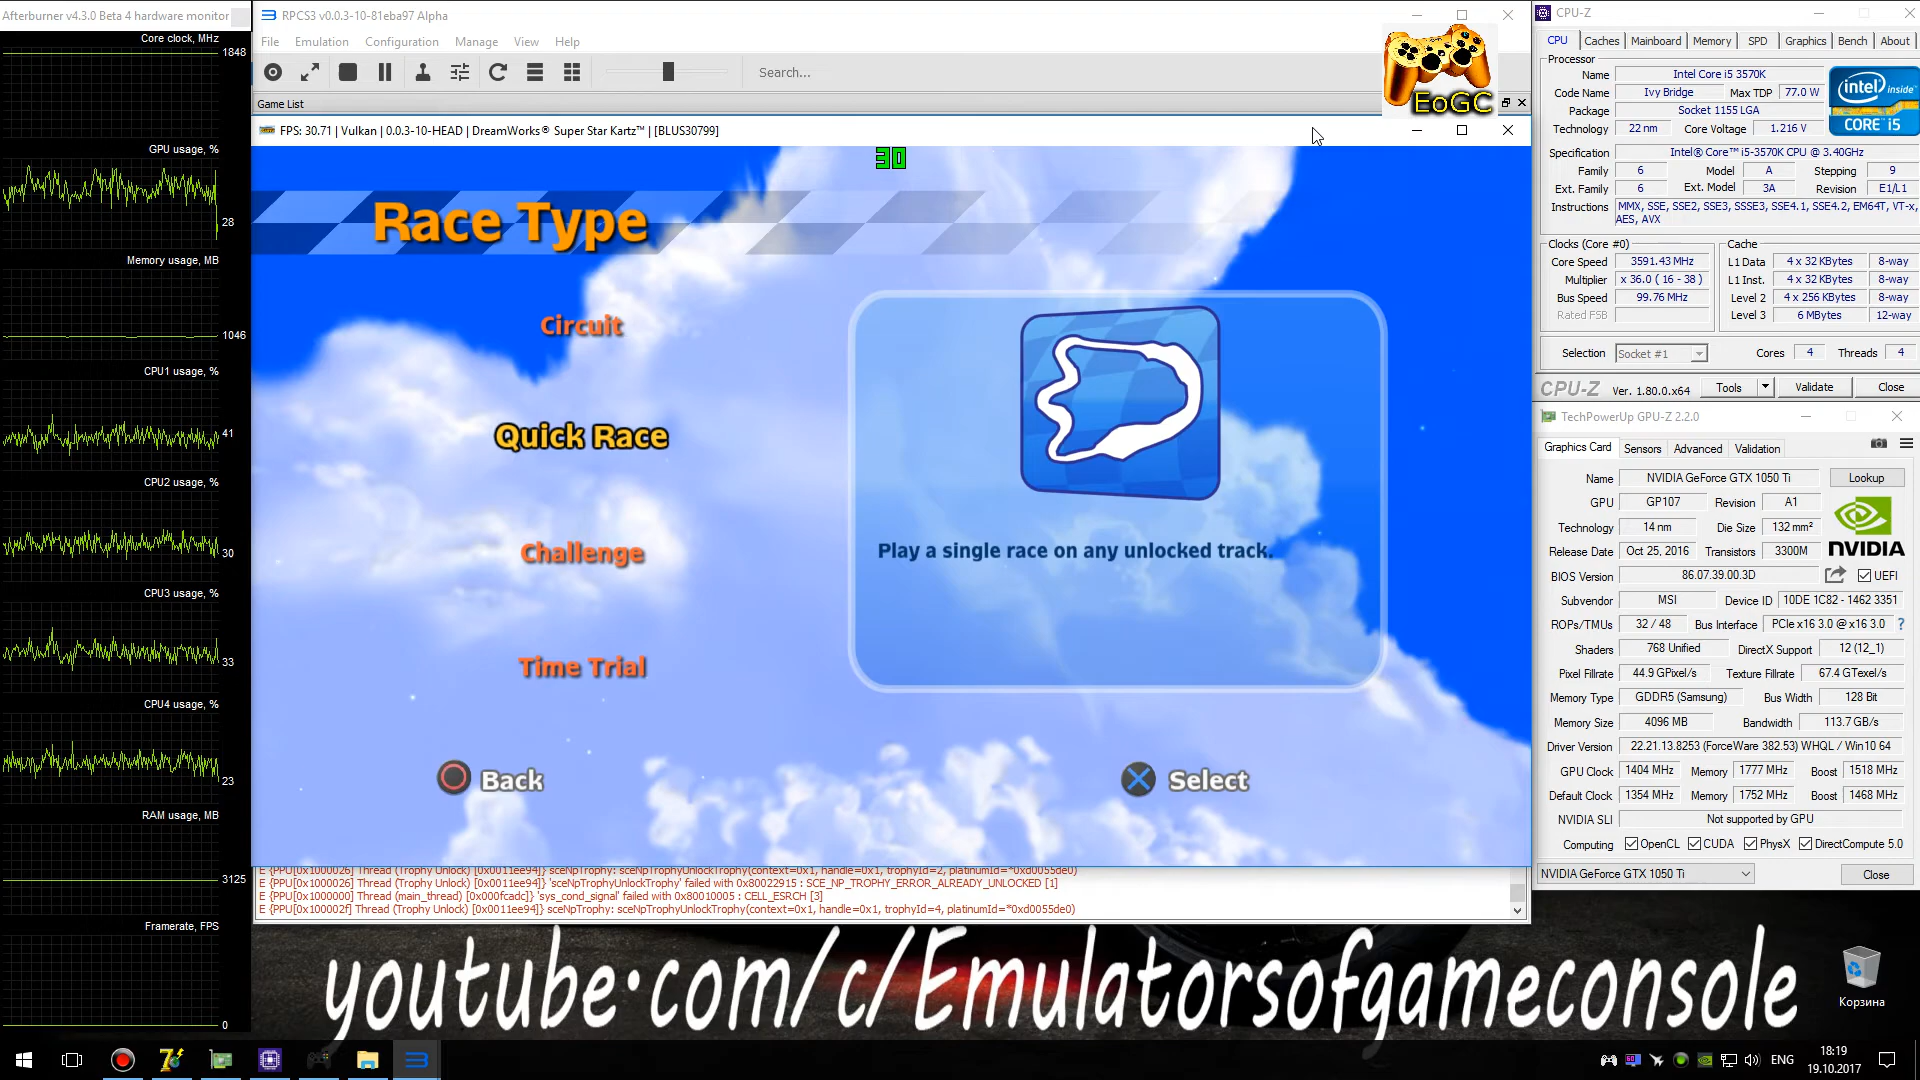 Afterburner v4.3.0 Beta 4 hardware monitor
Core clock, MHz
1848
GPU usage, %
28
Memory usage, MB
1046
CPU1 usage, %
41
CPU2 usage, %
30
CPU3 usage, %
33
CPU4 usage, %
23
RAM usage, MB
3125
Framerate, FPS
0
RPCS3 v0.0.3-10-81eba97 Alpha
File Emulation Configuration Manage View Help
Search...
EoGC
Game List
FPS: 30.71 | Vulkan | 0.0.3-10-HEAD | DreamWorks® Super Star Kartz™ | [BLUS30799]
30
Race Type
Circuit
Quick Race
Challenge
Time Trial
Play a single race on any unlocked track.
Back
Select
E {PPU[0x1000026] Thread (Trophy Unlock) [0x0011ee94]} sceNpTrophy: sceNpTrophyUnlockTrophy(context=0x1, handle=0x1, trophyId=2, platinumId=*0xd0055de0)
E {PPU[0x1000026] Thread (Trophy Unlock) [0x0011ee94]} 'sceNpTrophyUnlockTrophy' failed with 0x80022915 : SCE_NP_TROPHY_ERROR_ALREADY_UNLOCKED [1]
E {PPU[0x1000000] Thread (main_thread) [0x000fcadc]} 'sys_cond_signal' failed with 0x80010005 : CELL_ESRCH [3]
E {PPU[0x100002f] Thread (Trophy Unlock) [0x0011ee94]} sceNpTrophy: sceNpTrophyUnlockTrophy(context=0x1, handle=0x1, trophyId=4, platinumId=*0xd0055de0)
youtube.com/c/Emulatorsofgameconsole
CPU-Z
CPU Caches Mainboard Memory SPD Graphics Bench About
Processor
Name Intel Core i5 3570K
Code Name Ivy Bridge Max TDP 77.0 W
Package Socket 1155 LGA
Technology 22 nm Core Voltage 1.216 V
intel inside™
CORE i5
Specification Intel® Core™ i5-3570K CPU @ 3.40GHz
Family 6 Model A Stepping 9
Ext. Family 6 Ext. Model 3A Revision E1/L1
Instructions MMX, SSE, SSE2, SSE3, SSSE3, SSE4.1, SSE4.2, EM64T, VT-x,
AES, AVX
Clocks (Core #0) Cache
Core Speed 3591.43 MHz L1 Data 4 x 32 KBytes 8-way
Multiplier x 36.0 ( 16 - 38 ) L1 Inst. 4 x 32 KBytes 8-way
Bus Speed 99.76 MHz Level 2 4 x 256 KBytes 8-way
Rated FSB Level 3 6 MBytes 12-way
Selection Socket #1 Cores 4 Threads 4
CPU-Z Ver. 1.80.0.x64 Tools Validate Close
TechPowerUp GPU-Z 2.2.0
Graphics Card Sensors Advanced Validation
Name NVIDIA GeForce GTX 1050 Ti Lookup
GPU GP107 Revision A1
Technology 14 nm Die Size 132 mm²
NVIDIA
Release Date Oct 25, 2016 Transistors 3300M
BIOS Version 86.07.39.00.3D UEFI
Subvendor MSI Device ID 10DE 1C82 - 1462 3351
ROPs/TMUs 32 / 48 Bus Interface PCIe x16 3.0 @ x16 3.0 ?
Shaders 768 Unified DirectX Support 12 (12_1)
Pixel Fillrate 44.9 GPixel/s Texture Fillrate 67.4 GTexel/s
Memory Type GDDR5 (Samsung) Bus Width 128 Bit
Memory Size 4096 MB Bandwidth 113.7 GB/s
Driver Version 22.21.13.8253 (ForceWare 382.53) WHQL / Win10 64
GPU Clock 1404 MHz Memory 1777 MHz Boost 1518 MHz
Default Clock 1354 MHz Memory 1752 MHz Boost 1468 MHz
NVIDIA SLI Not supported by GPU
Computing OpenCL CUDA PhysX DirectCompute 5.0
NVIDIA GeForce GTX 1050 Ti Close
Корзина
ENG
18:19
19.10.2017